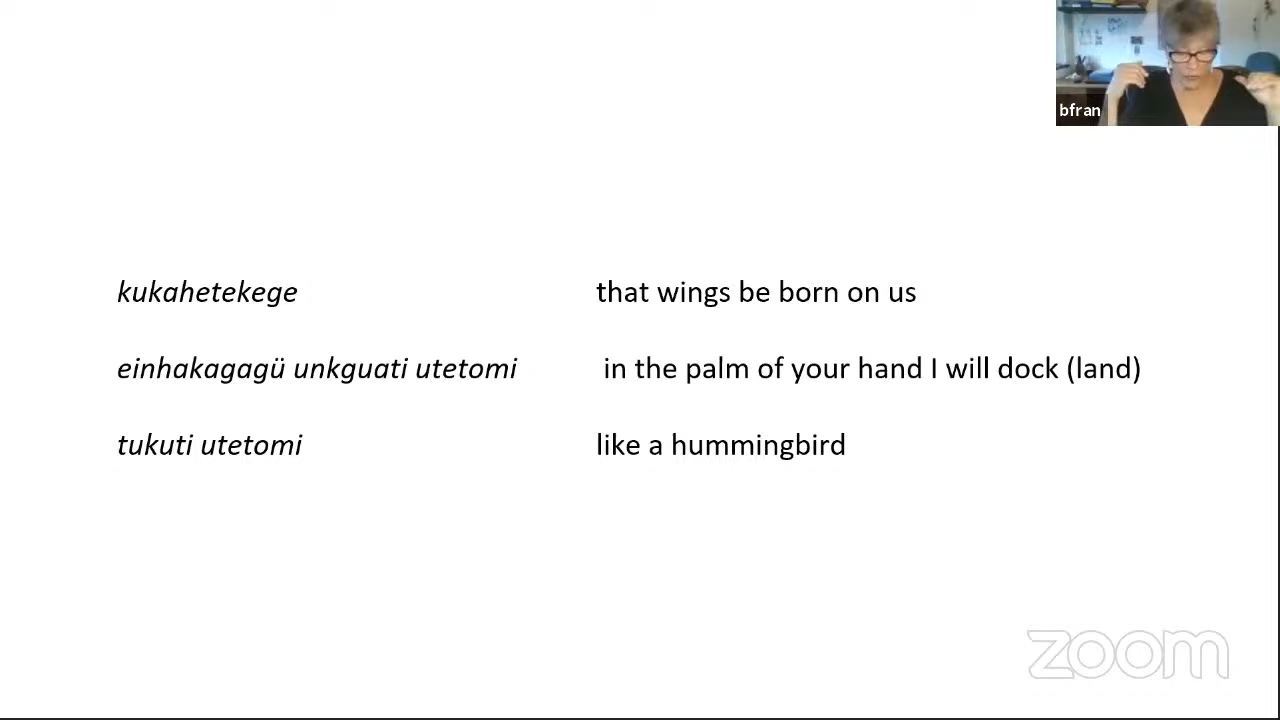 bfran
kukahetekege that wings be born on us
einhakagagü unkguati utetomi in the palm of your hand I will dock (land)
tukuti utetomi like a hummingbird
zoom